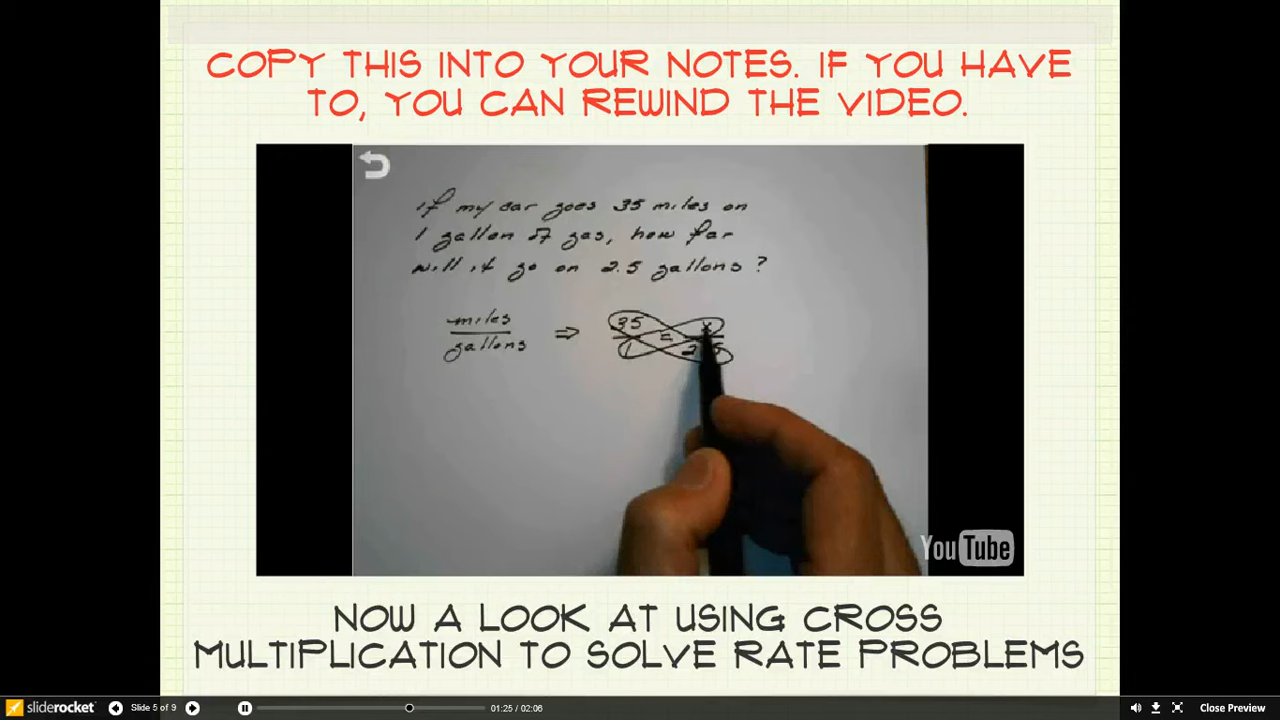 COPY THIS INTO YOUR NOTES. IF YOU HAVE
TO, YOU CAN REWIND THE VIDEO.
if my car goes 35 miles on
1 gallon of gas, how far
will it go on 2.5 gallons?
miles
gallons
⇒
35 = x
1 2.5
YouTube
NOW A LOOK AT USING CROSS
MULTIPLICATION TO SOLVE RATE PROBLEMS
sliderocket
Slide 5 of 9
01:25 / 02:06
Close Preview